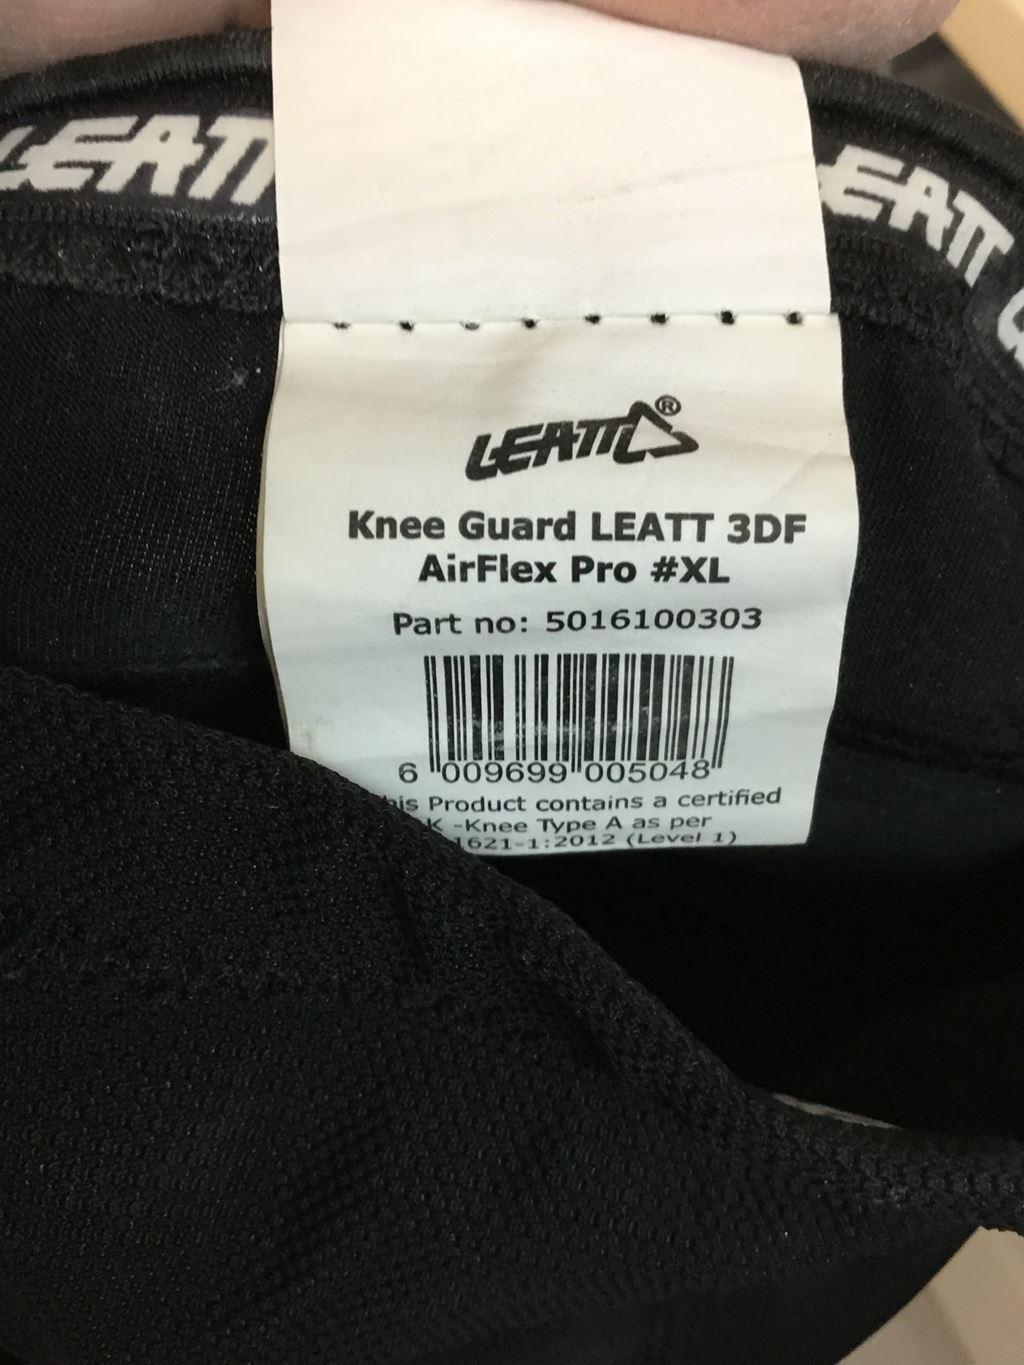 LEATT
LEATT
LEATT®
Knee Guard LEATT 3DF
AirFlex Pro #XL
Part no: 5016100303
6 009699 005048
Product contains a certified
-Knee Type A as per
1621-1:2012 (Level 1)